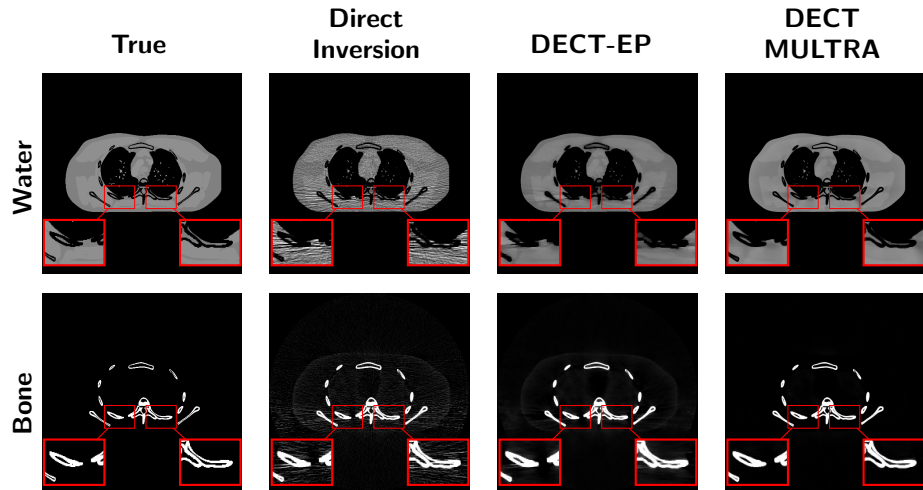 True
Direct
Inversion
DECT-EP
DECT
MULTRA
Water
Bone